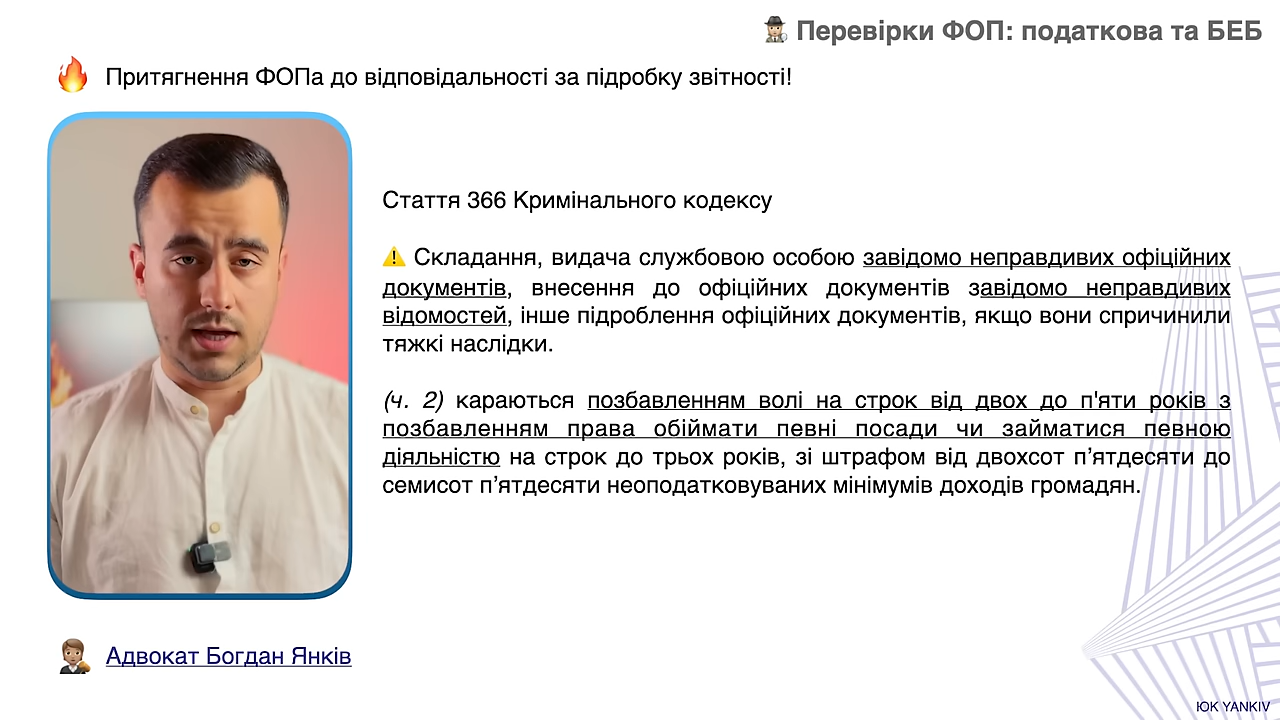 Перевірки ФОП: податкова та БЕБ
Притягнення ФОПа до відповідальності за підробку звітності!
Стаття 366 Кримінального кодексу
Складання, видача службовою особою завідомо неправдивих офіційних
документів, внесення до офіційних документів завідомо неправдивих
відомостей, інше підроблення офіційних документів, якщо вони спричинили
тяжкі наслідки.
(ч. 2) караються позбавленням волі на строк від двох до п'яти років з
позбавленням права обіймати певні посади чи займатися певною
діяльністю на строк до трьох років, зі штрафом від двохсот п’ятдесяти до
семисот п’ятдесяти неоподатковуваних мінімумів доходів громадян.
Адвокат Богдан Янків
ЮК YANKIV